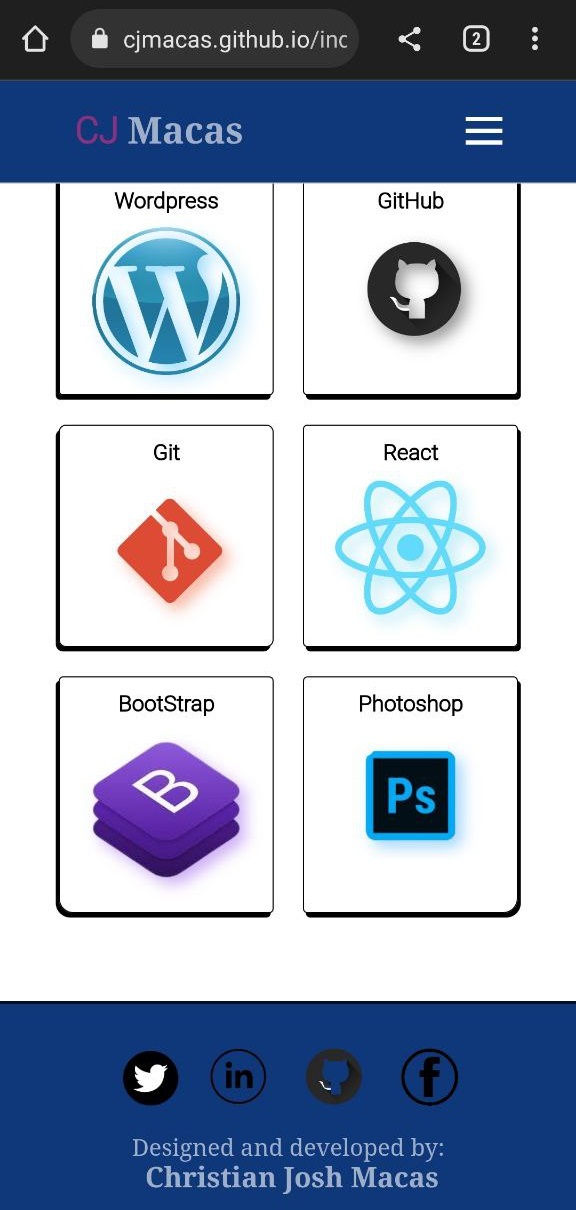 cjmacas.github.io/inc
2
CJ Macas
Wordpress
GitHub
W
Git
React
BootStrap
Photoshop
B
Ps
in
f
Designed and developed by:
Christian Josh Macas